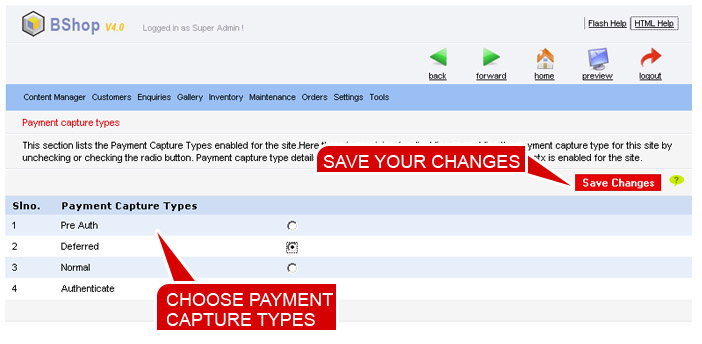 BShop V4.0 Logged in as Super Admin !
Flash Help HTML Help
back forward home preview logout
Content Manager Customers Enquiries Gallery Inventory Maintenance Orders Settings Tools
Payment capture types
This section lists the Payment Capture Types enabled for the site.Here the payment capture type for this site by
unchecking or checking the radio button. Payment capture type detail is enabled for the site.
SAVE YOUR CHANGES
Save Changes ?
Slno. Payment Capture Types
1 Pre Auth
2 Deferred
3 Normal
4 Authenticate
CHOOSE PAYMENT
CAPTURE TYPES